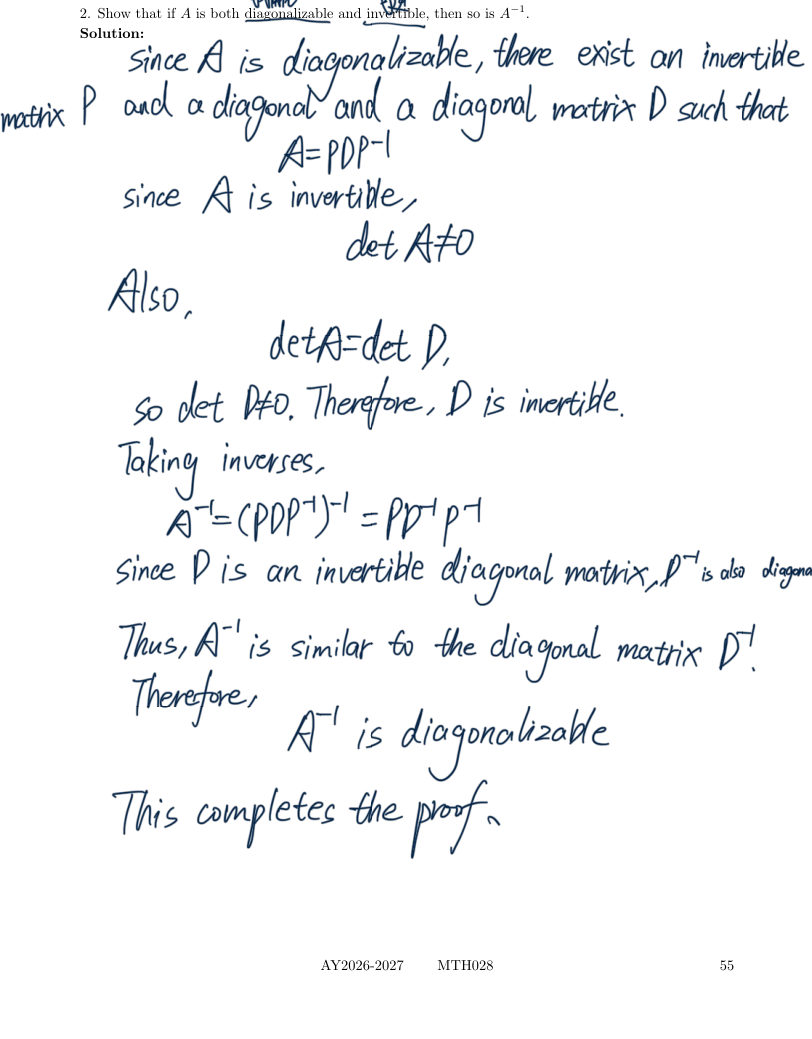 2. Show that if A is both diagonalizable and invertible, then so is A⁻¹.
Solution:
since A is diagonalizable, there exist an invertible
matrix P and a diagonal and a diagonal matrix D such that
A=PDP⁻¹
since A is invertible,
det A≠0
Also,
detA=det D,
so det D≠0. Therefore, D is invertible.
Taking inverses,
A⁻¹=(PDP⁻¹)⁻¹=PD⁻¹P⁻¹
since D is an invertible diagonal matrix, D⁻¹ is also diagona
Thus, A⁻¹ is similar to the diagonal matrix D⁻¹.
Therefore,
A⁻¹ is diagonalizable
This completes the proof.
AY2026-2027 MTH028 55